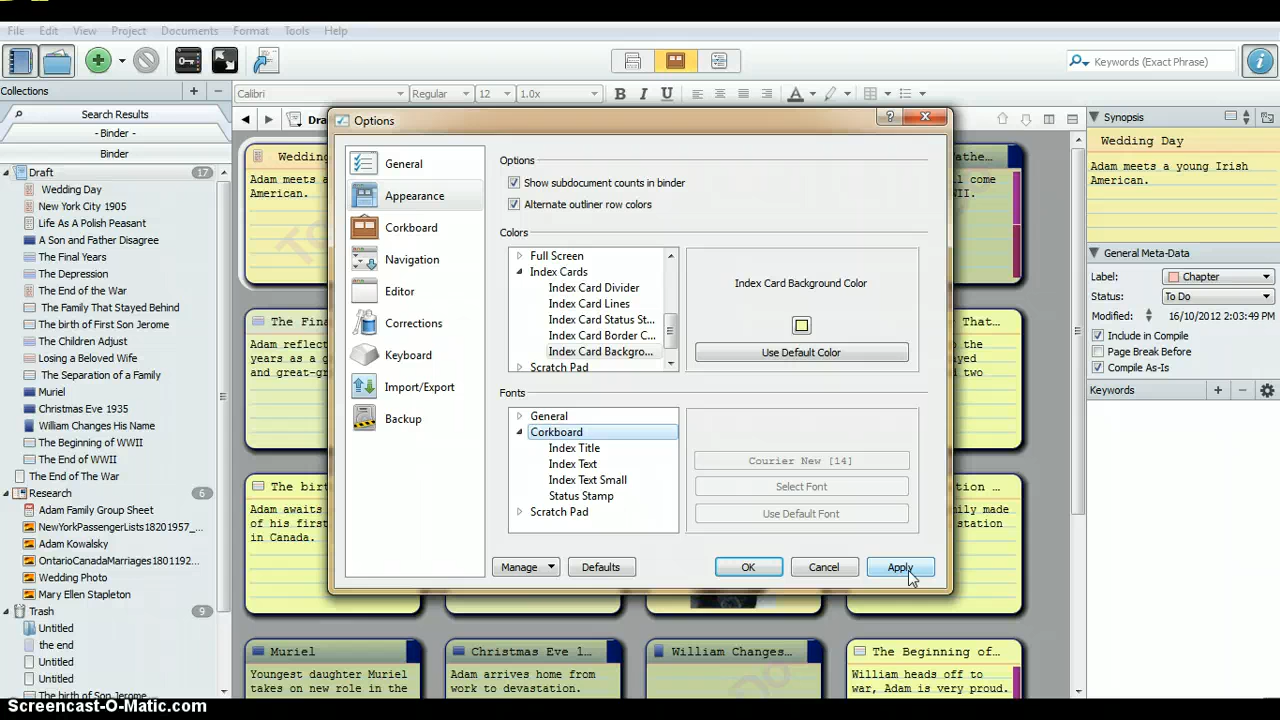 File Edit View Project Documents Format Tools Help
Keywords (Exact Phrase)
Collections
Calibri Regular 12 1.0x B I U A
Search Results
- Binder -
Binder
Draft 17
Wedding Day
New York City 1905
Life As A Polish Peasant
A Son and Father Disagree
The Final Years
The Depression
The End of the War
The Family That Stayed Behind
The birth of First Son Jerome
The Children Adjust
Losing a Beloved Wife
The Separation of a Family
Muriel
Christmas Eve 1935
William Changes His Name
The Beginning of WWII
The End of WWII
The End of The War
Research 6
Adam Family Group Sheet
NewYorkPassengerLists18201957_...
Adam Kowalsky
OntarioCanadaMarriages1801192...
Wedding Photo
Mary Ellen Stapleton
Trash 9
Untitled
the end
Untitled
Untitled
The birth of Son Jerome
Dra
Wedding
Adam meets a
American.
The Fina
Adam reflect
years as a g
and great-gr
The birt
Adam awaits
of his first
in Canada.
Muriel
Youngest daughter Muriel
takes on new role in the
Christmas Eve 1...
Adam arrives home from
work to devastation.
William Changes...
The Beginning of...
William heads off to
war, Adam is very proud.
Options
General
Appearance
Corkboard
Navigation
Editor
Corrections
Keyboard
Import/Export
Backup
Options
Show subdocument counts in binder
Alternate outliner row colors
Colors
Full Screen
Index Cards
Index Card Divider
Index Card Lines
Index Card Status St...
Index Card Border C...
Index Card Backgro...
Scratch Pad
Index Card Background Color
Use Default Color
Fonts
General
Corkboard
Index Title
Index Text
Index Text Small
Status Stamp
Scratch Pad
Courier New [14]
Select Font
Use Default Font
Manage Defaults OK Cancel Apply
Synopsis
Wedding Day
Adam meets a young Irish
American.
General Meta-Data
Label: Chapter
Status: To Do
Modified: 16/10/2012 2:03:49 PM
Include in Compile
Page Break Before
Compile As-Is
Keywords
Screencast-O-Matic.com